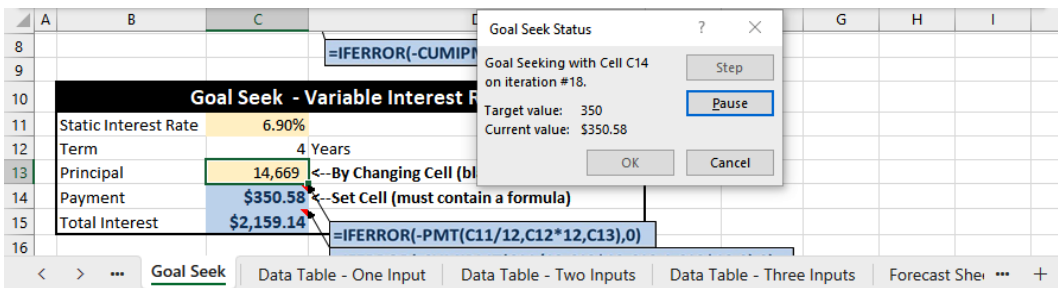 A B C D G H I
8 =IFERROR(-CUMIPM
9
10 Goal Seek - Variable Interest R
11 Static Interest Rate 6.90%
12 Term 4 Years
13 Principal 14,669 <--By Changing Cell (bl
14 Payment $350.58 <--Set Cell (must contain a formula)
15 Total Interest $2,159.14
=IFERROR(-PMT(C11/12,C12*12,C13),0)
16
Goal Seek Status ? ×
Goal Seeking with Cell C14
on iteration #18.
Target value: 350
Current value: $350.58
Step
Pause
OK Cancel
< > ••• Goal Seek Data Table - One Input Data Table - Two Inputs Data Table - Three Inputs Forecast Shee ••• +